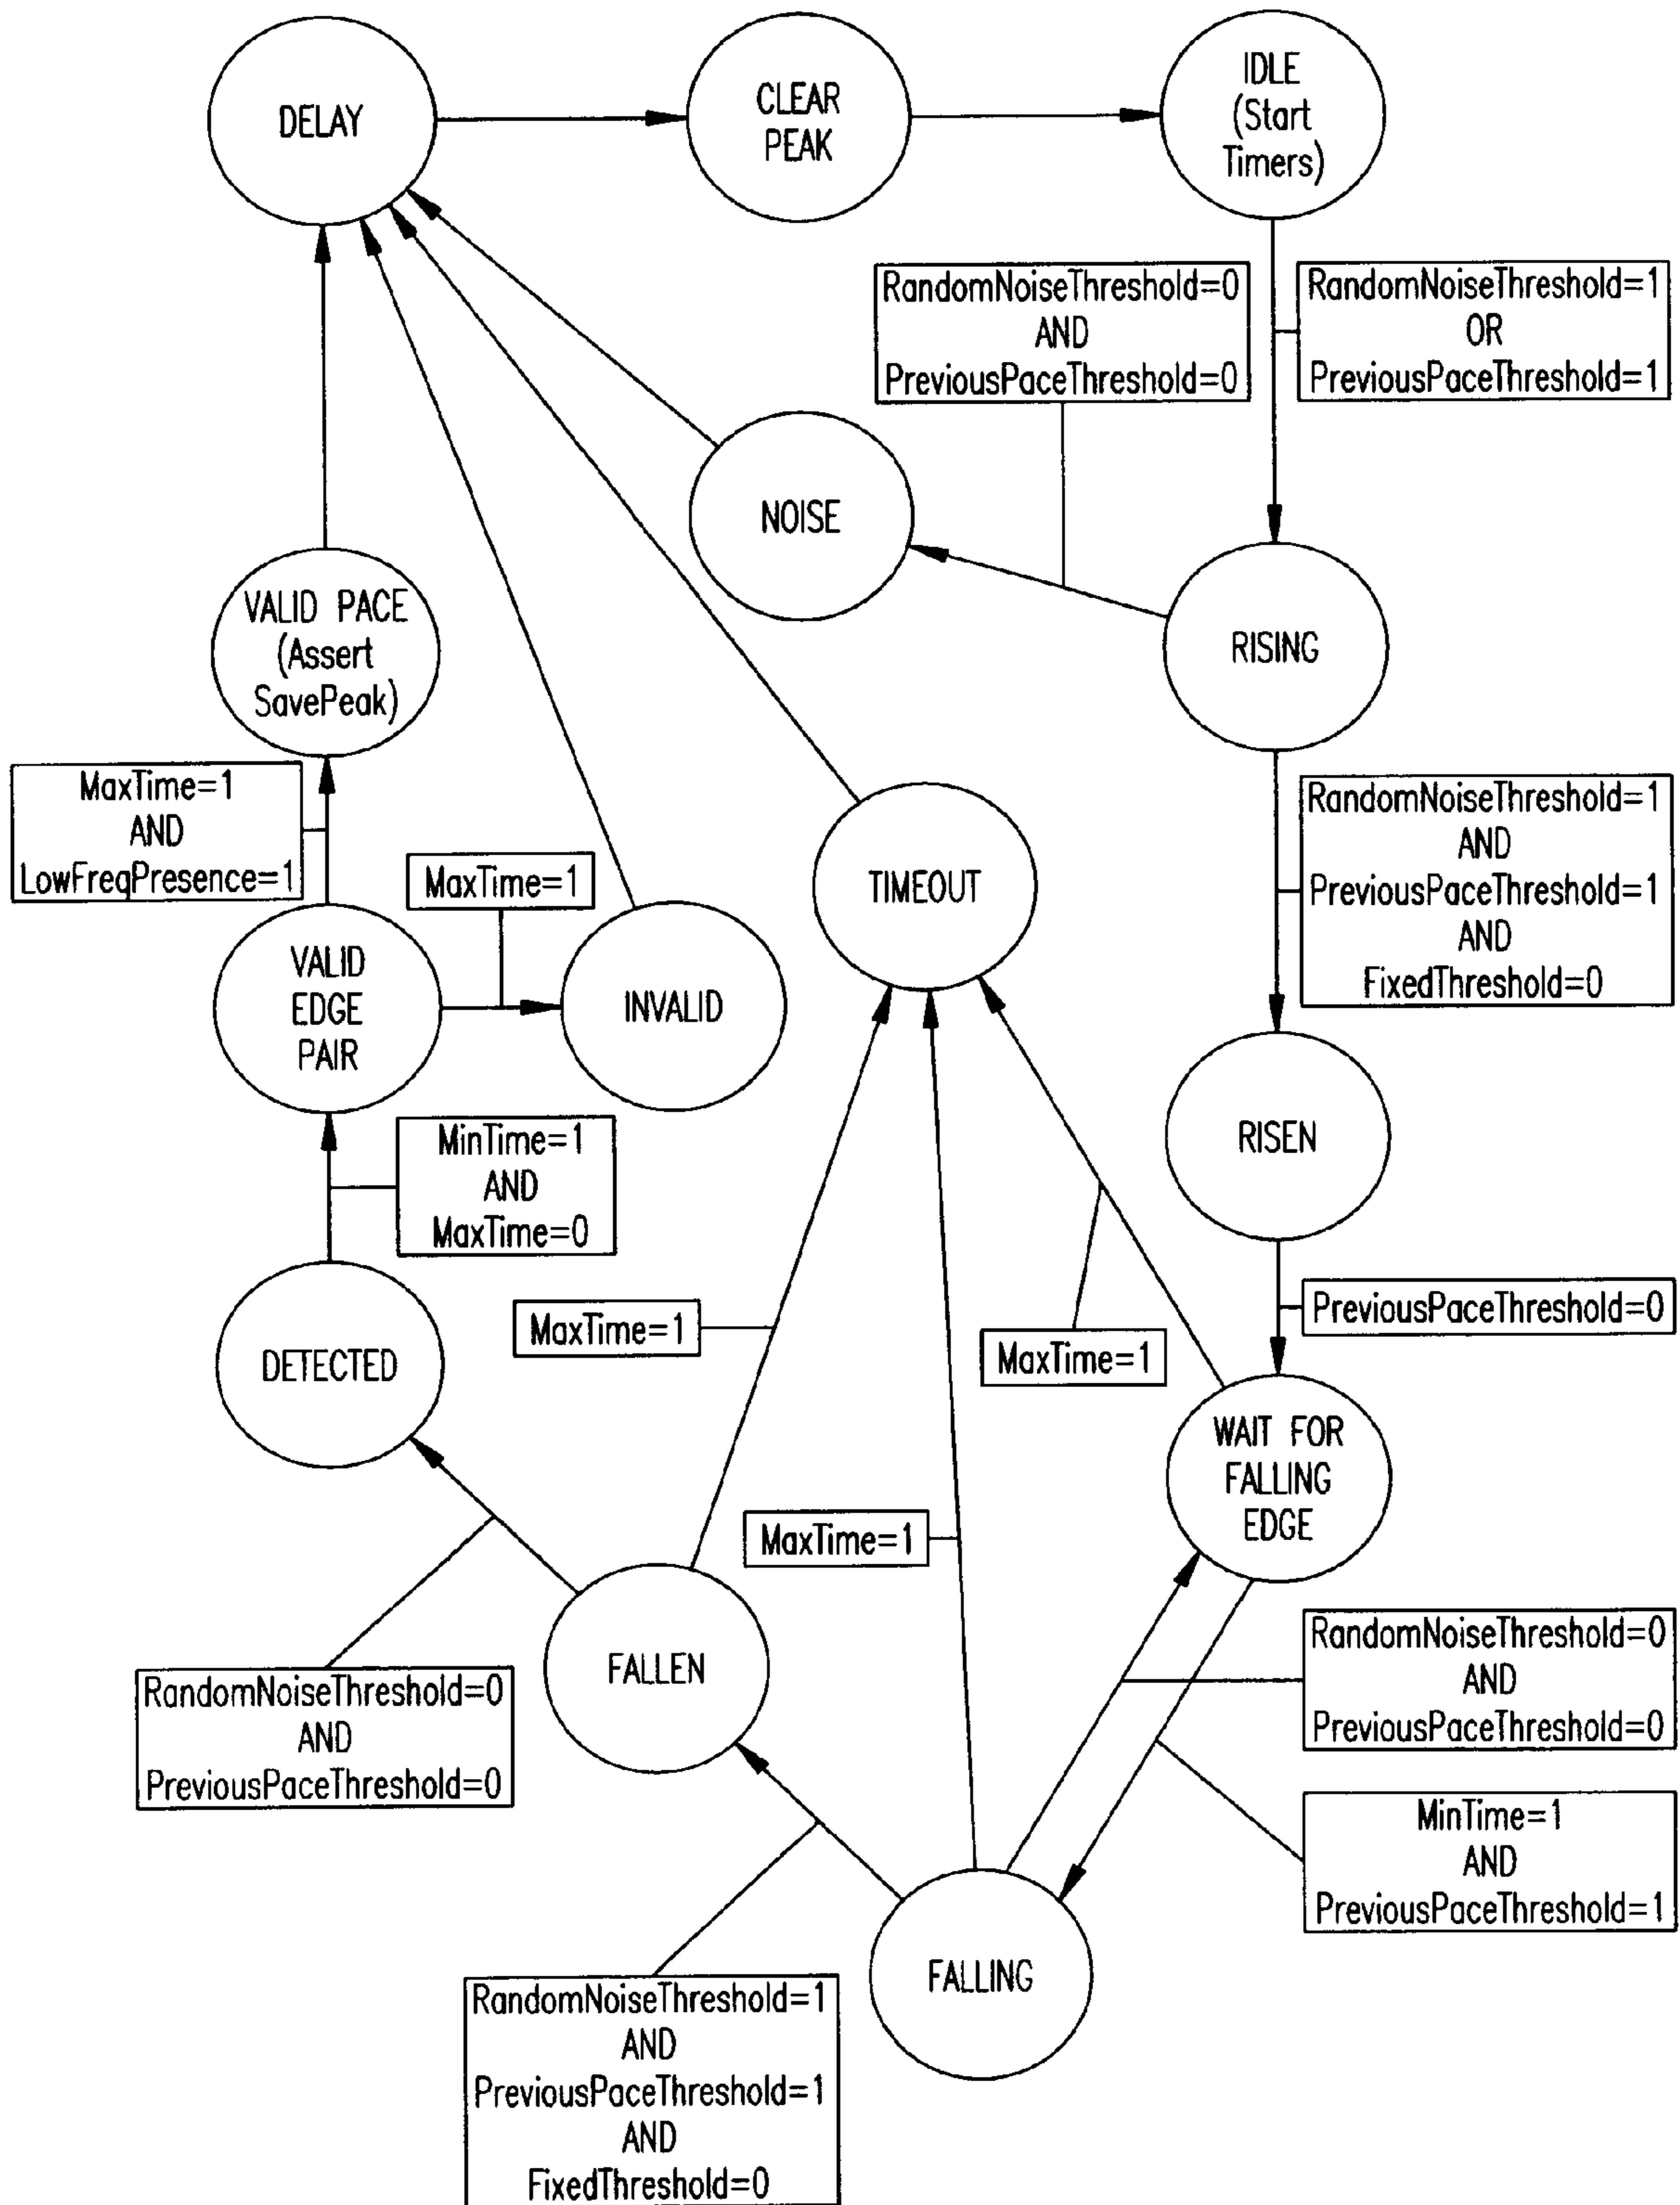 DELAY
CLEAR
PEAK
IDLE
(Start
Timers)
RandomNoiseThreshold=0
AND
PreviousPaceThreshold=0
RandomNoiseThreshold=1
OR
PreviousPaceThreshold=1
NOISE
VALID PACE
(Assert
SavePeak)
RISING
MaxTime=1
AND
LowFreqPresence=1
MaxTime=1
TIMEOUT
RandomNoiseThreshold=1
AND
PreviousPaceThreshold=1
AND
FixedThreshold=0
VALID
EDGE
PAIR
INVALID
MinTime=1
AND
MaxTime=0
RISEN
MaxTime=1
MaxTime=1
PreviousPaceThreshold=0
DETECTED
WAIT FOR
FALLING
EDGE
MaxTime=1
FALLEN
RandomNoiseThreshold=0
AND
PreviousPaceThreshold=0
RandomNoiseThreshold=0
AND
PreviousPaceThreshold=0
MinTime=1
AND
PreviousPaceThreshold=1
FALLING
RandomNoiseThreshold=1
AND
PreviousPaceThreshold=1
AND
FixedThreshold=0